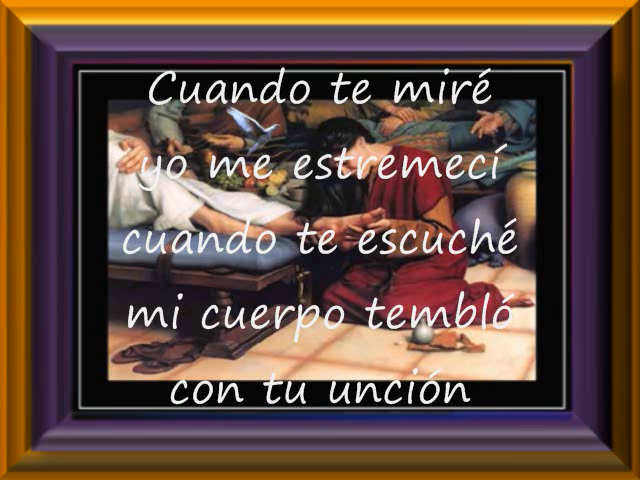 Cuando te miré
yo me estremecí
cuando te escuché
mi cuerpo tembló
con tu unción